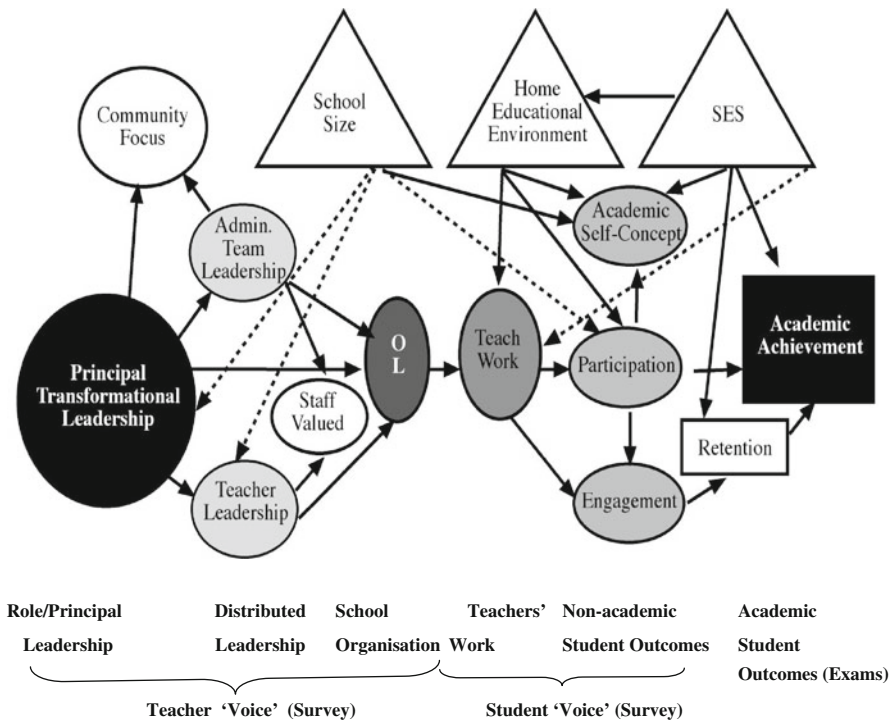 School
Size
Home
Educational
Environment
SES
Community
Focus
Admin.
Team
Leadership
Academic
Self-Concept
Principal
Transformational
Leadership
O
L
Teach
Work
Participation
Academic
Achievement
Staff
Valued
Retention
Teacher
Leadership
Engagement
Role/Principal
Leadership
Distributed
Leadership
School
Organisation
Teachers’
Work
Non-academic
Student Outcomes
Academic
Student
Outcomes (Exams)
Teacher ‘Voice’ (Survey)
Student ‘Voice’ (Survey)